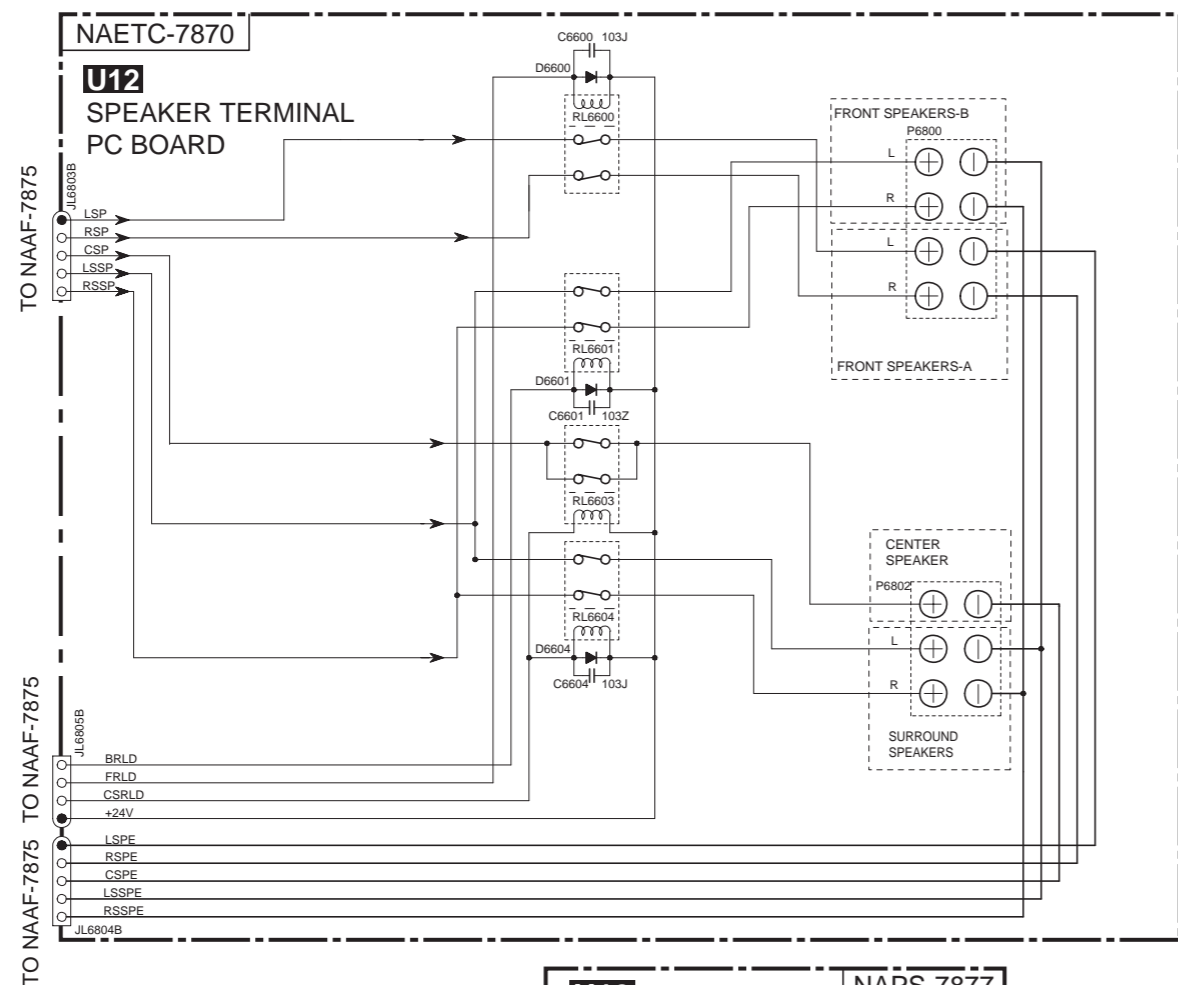 NAETC-7870
U12
SPEAKER TERMINAL
PC BOARD
C6600 103J
D6600
RL6600
FRONT SPEAKERS-B
P6800
L
R
L
R
FRONT SPEAKERS-A
TO NAAF-7875
JL6803B
LSP
RSP
CSP
LSSP
RSSP
RL6601
D6601
C6601 103Z
RL6603
CENTER
SPEAKER
P6802
RL6604
D6604
C6604 103J
L
R
SURROUND
SPEAKERS
TO NAAF-7875
JL6805B
BRLD
FRLD
CSRLD
+24V
TO NAAF-7875
LSPE
RSPE
CSPE
LSSPE
RSSPE
JL6804B
NAPS-7877